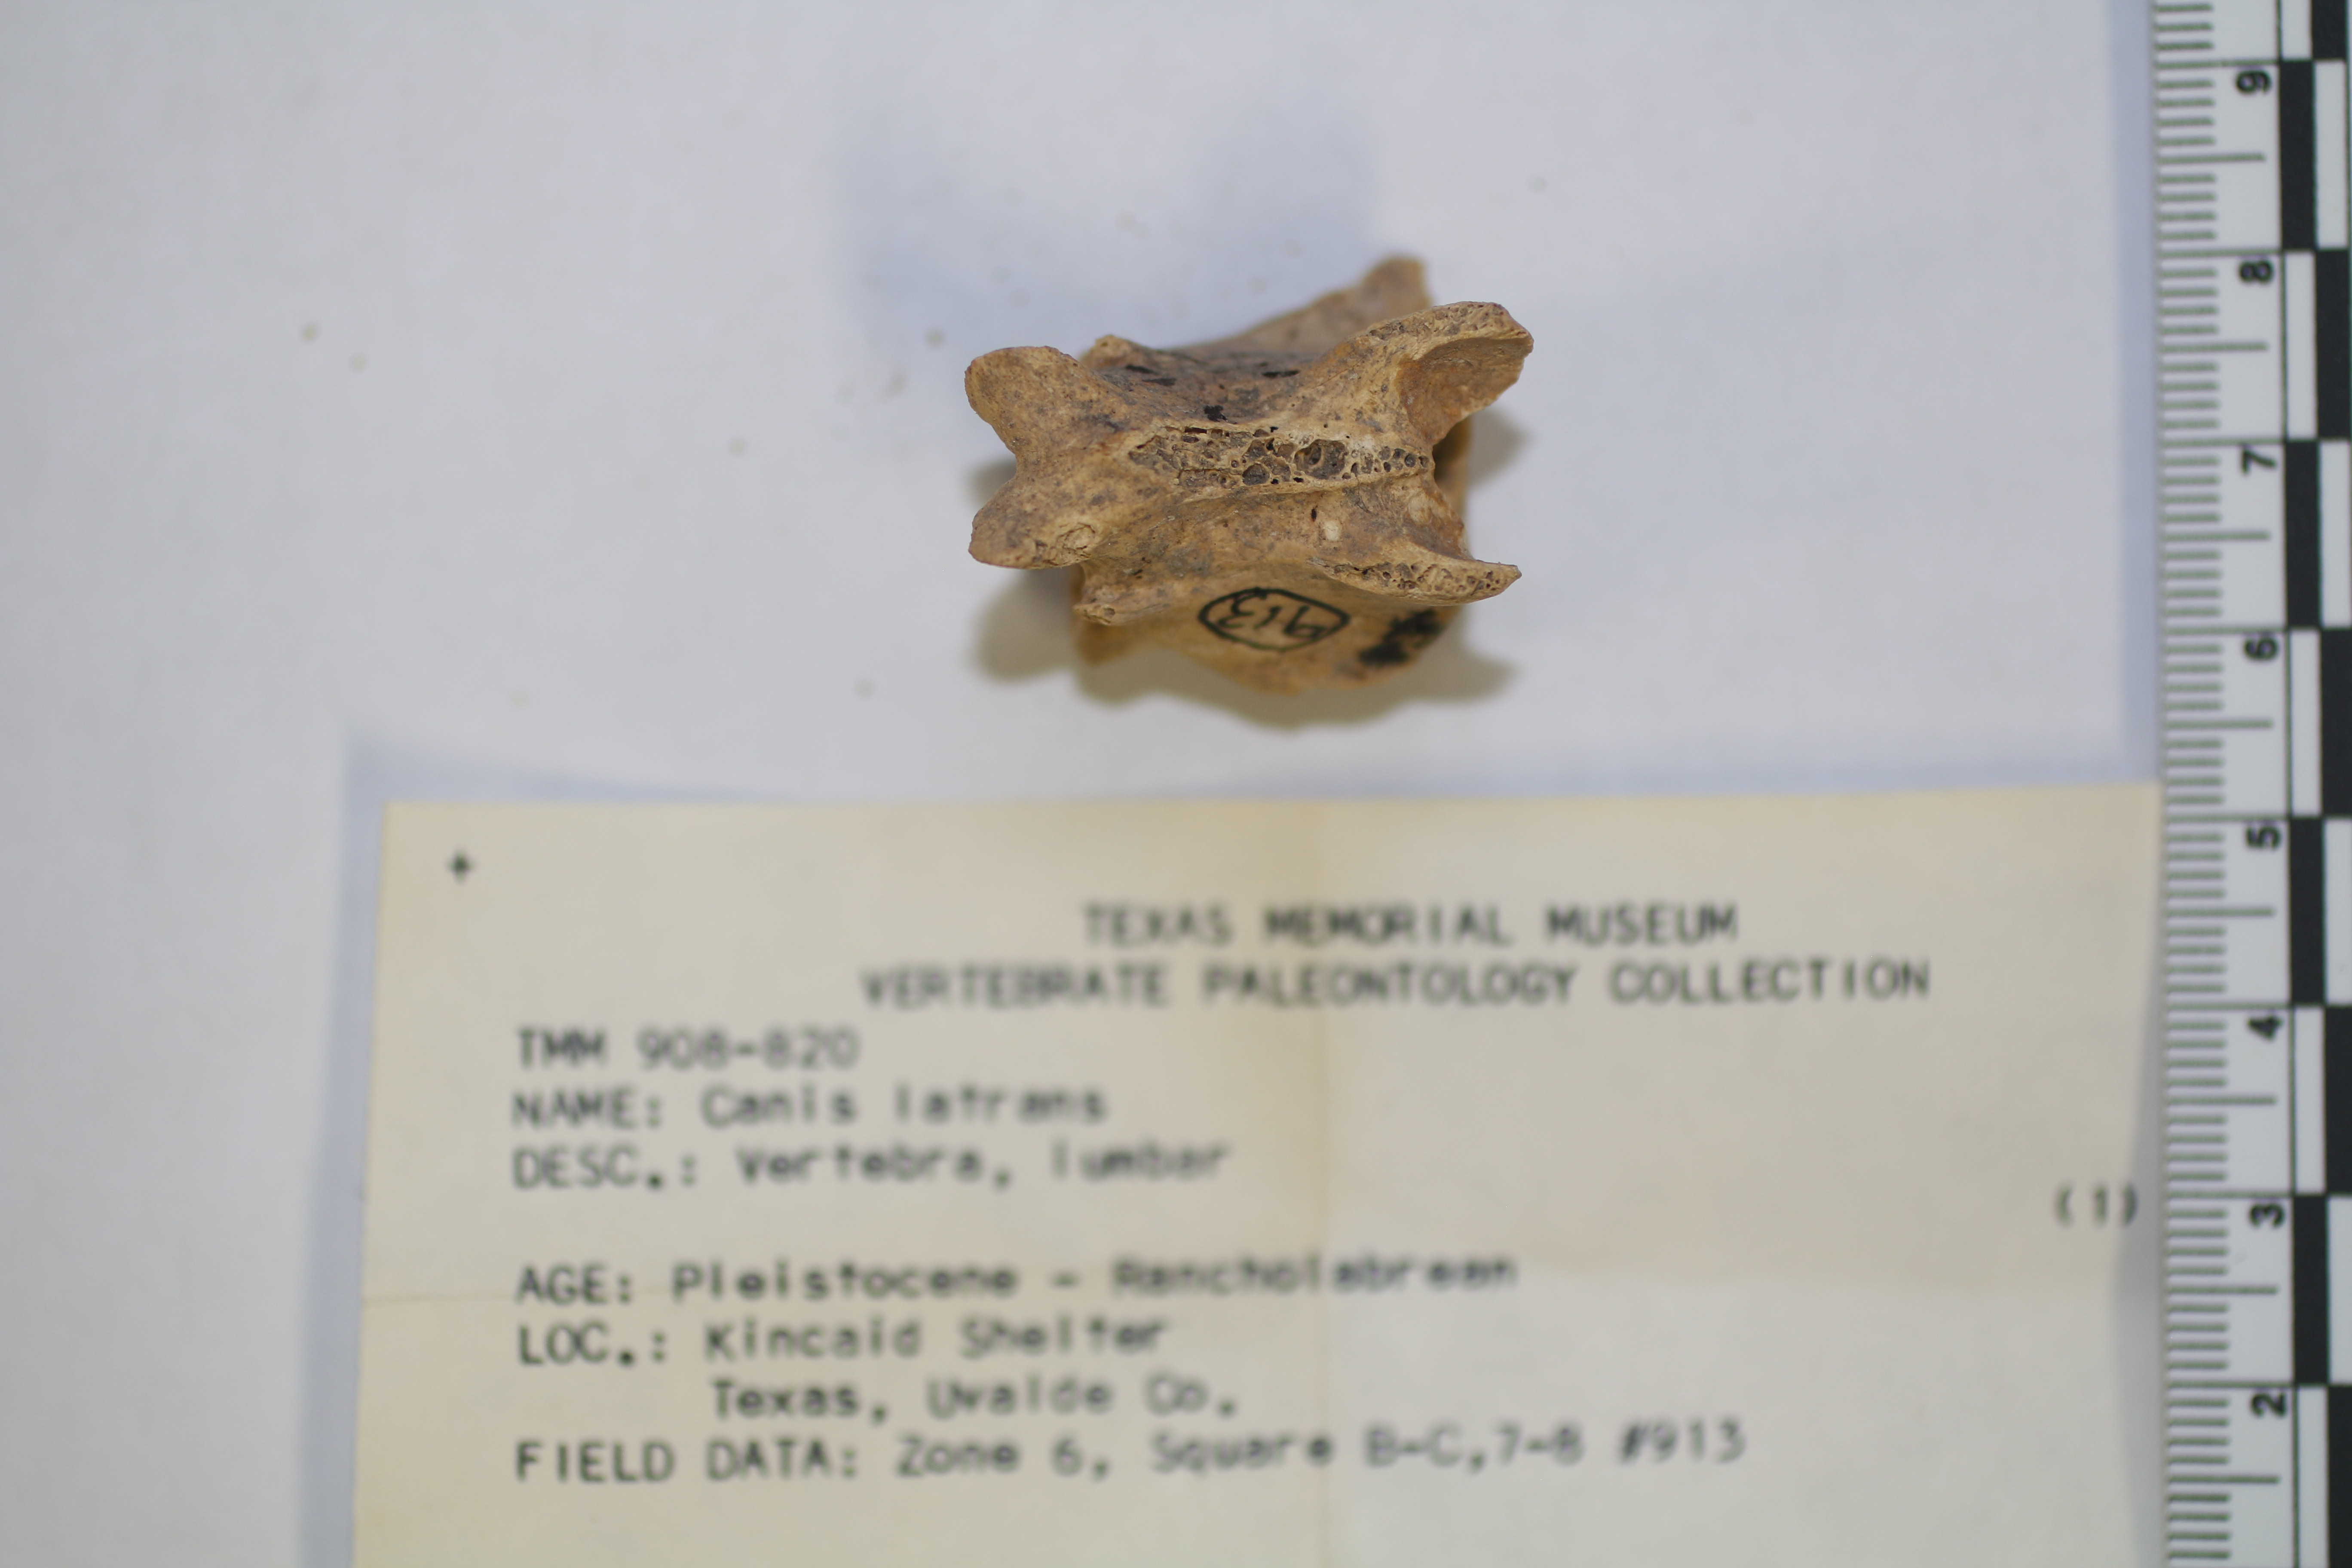 913
TEXAS MEMORIAL MUSEUM
VERTEBRATE PALEONTOLOGY COLLECTION
TMM 908-820
NAME: Canis latrans
DESC.: Vertebra, lumbar
(1)
AGE: Pleistocene - Rancholabrean
LOC.: Kincaid Shelter
Texas, Uvalde Co.
FIELD DATA: Zone 6, Square B-C,7-8 #913
9
8
7
6
5
4
3
2